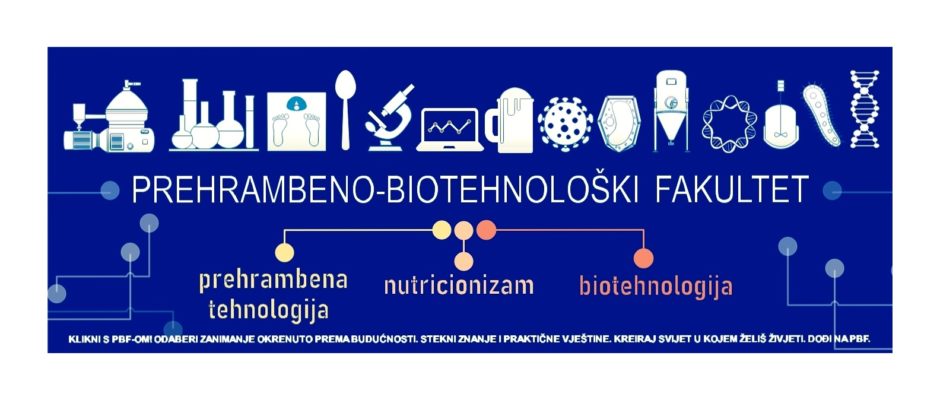 PREHRAMBENO-BIOTEHNOLOŠKI FAKULTET
prehrambena
tehnologija
nutricionizam
biotehnologija
KLIKNI S PBF-OM! ODABERI ZANIMANJE OKRENUTO PREMA BUDUĆNOSTI. STEKNI ZNANJE I PRAKTIČNE VJEŠTINE. KREIRAJ SVIJET U KOJEM ŽELIŠ ŽIVJETI. DOĐI NA PBF.